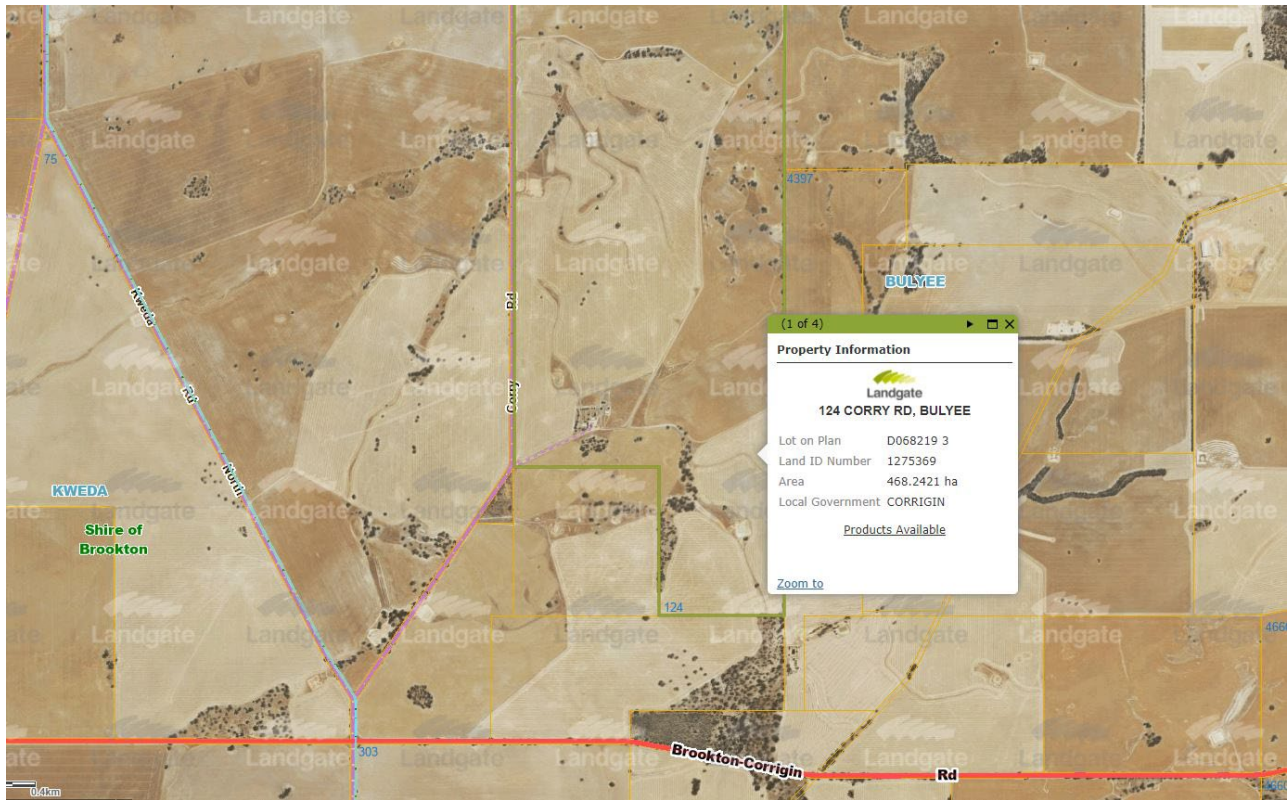 Landgate
75
4397
BULYEE
Kweda
Rd
North
Rd
Corry
KWEDA
Shire of
Brookton
(1 of 4)
Property Information
Landgate
124 CORRY RD, BULYEE
Lot on Plan D068219 3
Land ID Number 1275369
Area 468.2421 ha
Local Government CORRIGIN
Products Available
Zoom to
124
303
Brookton-Corrigin
Rd
0.4km